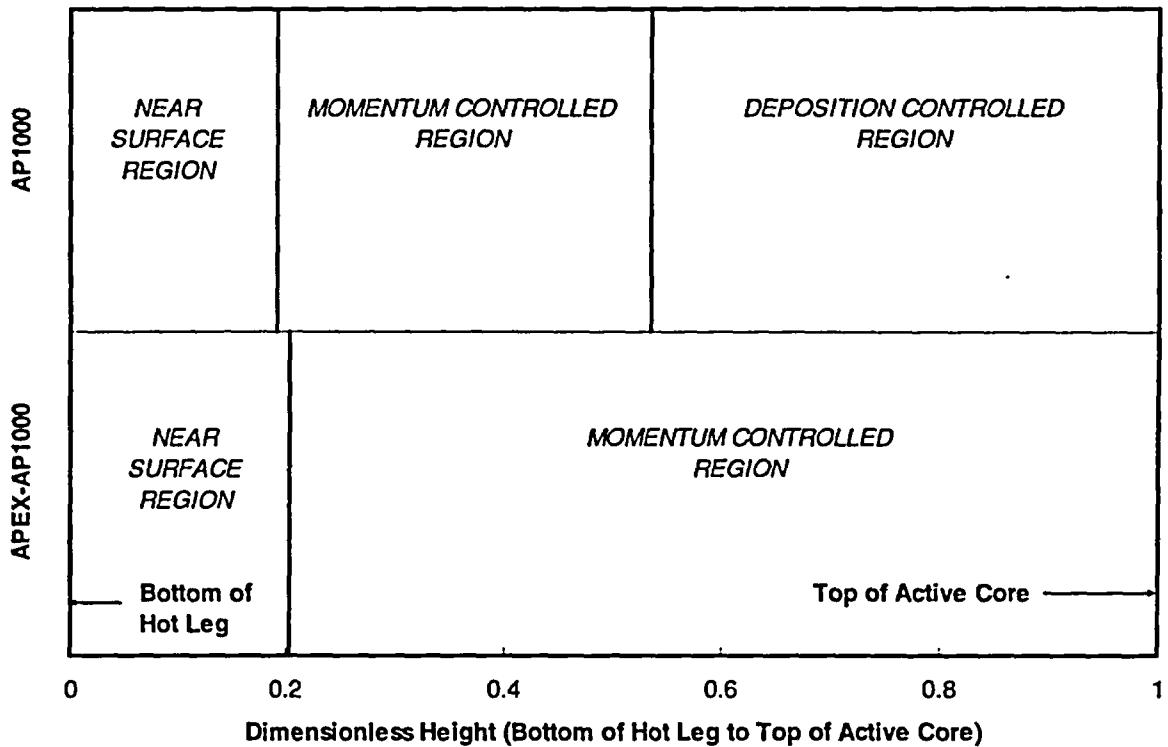 AP1000
NEAR
SURFACE
REGION
MOMENTUM CONTROLLED
REGION
DEPOSITION CONTROLLED
REGION
APEX-AP1000
NEAR
SURFACE
REGION
MOMENTUM CONTROLLED
REGION
Bottom of
Hot Leg
Top of Active Core
0 0.2 0.4 0.6 0.8 1
Dimensionless Height (Bottom of Hot Leg to Top of Active Core)